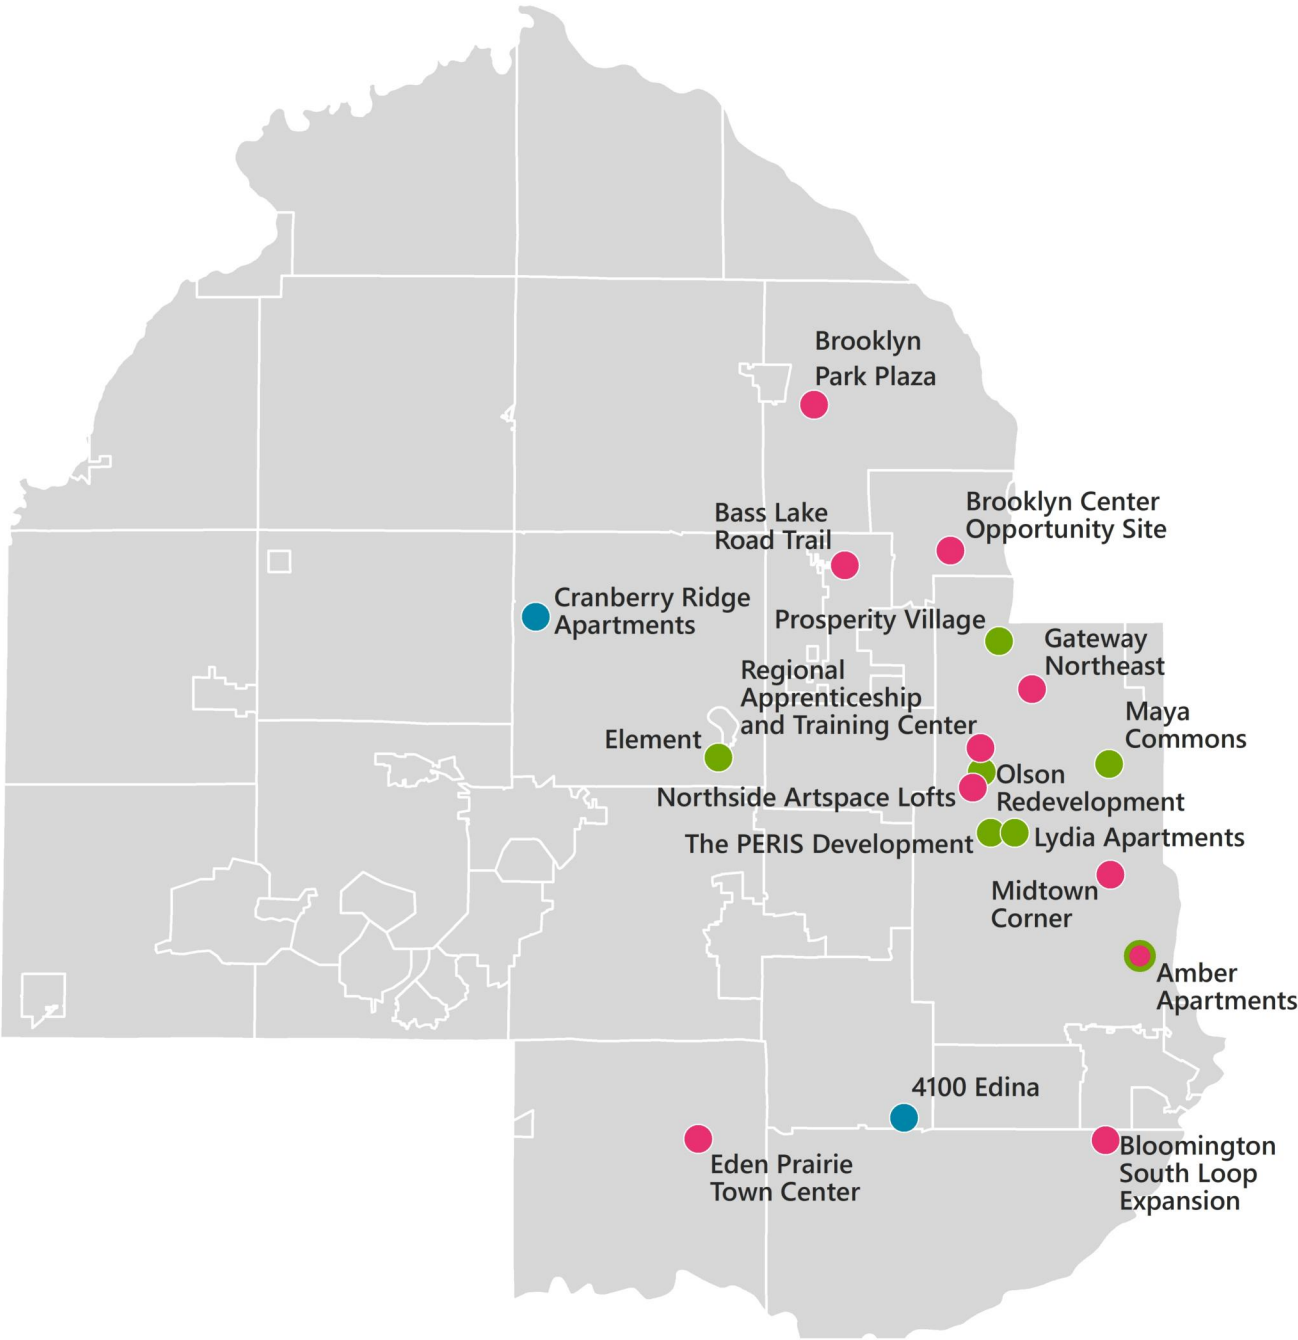 Brooklyn
Park Plaza
Brooklyn Center
Opportunity Site
Bass Lake
Road Trail
Cranberry Ridge
Apartments
Prosperity Village
Gateway
Northeast
Regional
Apprenticeship
and Training Center
Maya
Commons
Element
Olson
Redevelopment
Northside Artspace Lofts
The PERIS Development
Lydia Apartments
Midtown
Corner
Amber
Apartments
4100 Edina
Eden Prairie
Town Center
Bloomington
South Loop
Expansion